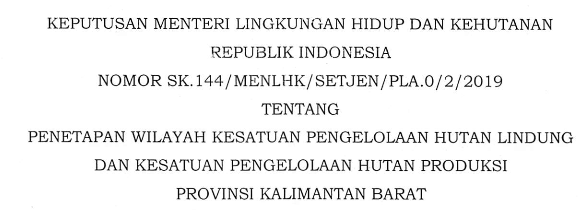 KEPUTUSAN MENTERI LINGKUNGAN HIDUP DAN KEHUTANAN
REPUBLIK INDONESIA
NOMOR SK.144/MENLHK/SETJEN/PLA.0/2/2019
TENTANG
PENETAPAN WILAYAH KESATUAN PENGELOLAAN HUTAN LINDUNG
DAN KESATUAN PENGELOLAAN HUTAN PRODUKSI
PROVINSI KALIMANTAN BARAT